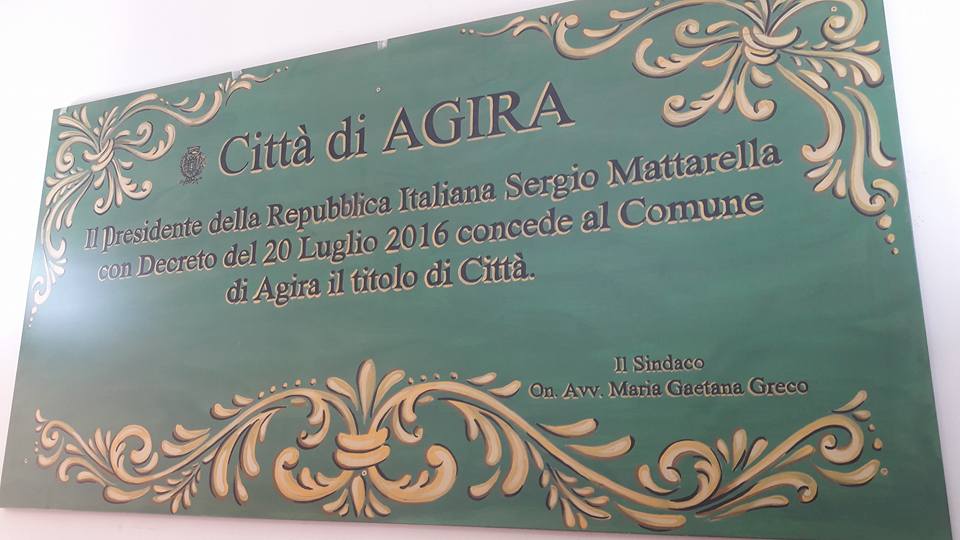 Città di AGIRA
Il Presidente della Repubblica Italiana Sergio Mattarella
con Decreto del 20 Luglio 2016 concede al Comune
di Agira il titolo di Città.
Il Sindaco
On. Avv. Maria Gaetana Greco